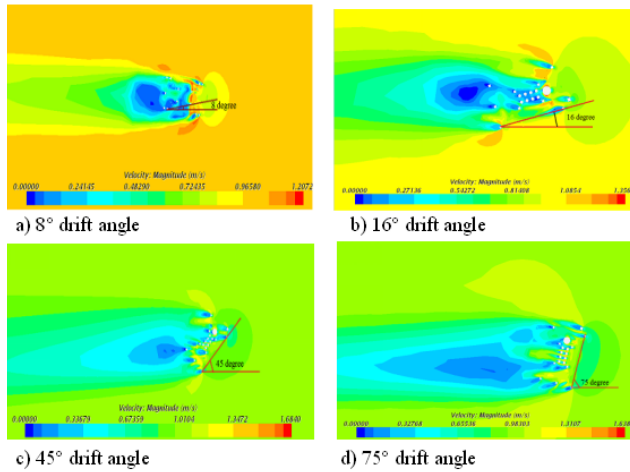 8 degree
16 degree
Velocity: Magnitude (m/s)
0.00000 0.24145 0.48290 0.72435 0.96580 1.2072
Velocity: Magnitude (m/s)
0.00000 0.27136 0.54272 0.81408 1.0854
a) 8° drift angle
b) 16° drift angle
45 degree
75 degree
Velocity: Magnitude (m/s)
0.00000 0.33679 0.67359 1.0104 1.3472 1.6840
Velocity: Magnitude (m/s)
0.00000 0.32768 0.65536 0.98303 1.3107
c) 45° drift angle
d) 75° drift angle